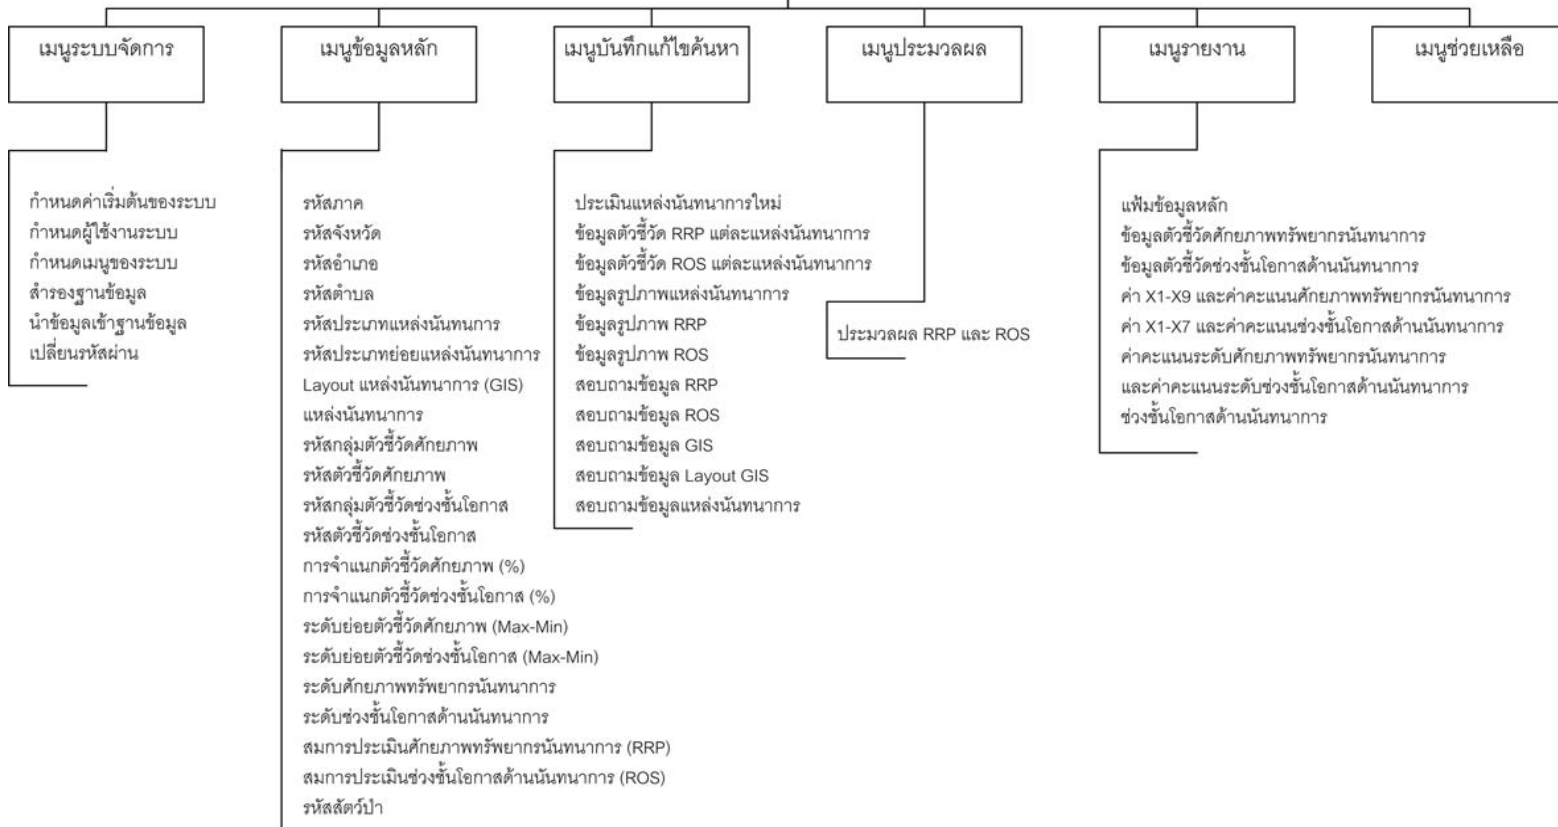 เมนูระบบจัดการ
เมนูข้อมูลหลัก
เมนูบันทึกแก้ไขค้นหา
เมนูประมวลผล
เมนูรายงาน
เมนูช่วยเหลือ
กำหนดค่าเริ่มต้นของระบบ
กำหนดผู้ใช้งานระบบ
กำหนดเมนูของระบบ
สำรองฐานข้อมูล
นำข้อมูลเข้าฐานข้อมูล
เปลี่ยนรหัสผ่าน
รหัสภาค
รหัสจังหวัด
รหัสอำเภอ
รหัสตำบล
รหัสประเภทแหล่งนันทนการ
รหัสประเภทย่อยแหล่งนันทนาการ
Layout แหล่งนันทนาการ (GIS)
แหล่งนันทนาการ
รหัสกลุ่มตัวชี้วัดศักยภาพ
รหัสตัวชี้วัดศักยภาพ
รหัสกลุ่มตัวชี้วัดช่วงชั้นโอกาส
รหัสตัวชี้วัดช่วงชั้นโอกาส
การจำแนกตัวชี้วัดศักยภาพ (%)
การจำแนกตัวชี้วัดช่วงชั้นโอกาส (%)
ระดับย่อยตัวชี้วัดศักยภาพ (Max-Min)
ระดับย่อยตัวชี้วัดช่วงชั้นโอกาส (Max-Min)
ระดับศักยภาพทรัพยากรนันทนาการ
ระดับช่วงชั้นโอกาสด้านนันทนาการ
สมการประเมินศักยภาพทรัพยากรนันทนาการ (RRP)
สมการประเมินช่วงชั้นโอกาสด้านนันทนาการ (ROS)
รหัสสัตว์ป่า
ประเมินแหล่งนันทนาการใหม่
ข้อมูลตัวชี้วัด RRP แต่ละแหล่งนันทนาการ
ข้อมูลตัวชี้วัด ROS แต่ละแหล่งนันทนาการ
ข้อมูลรูปภาพแหล่งนันทนาการ
ข้อมูลรูปภาพ RRP
ข้อมูลรูปภาพ ROS
สอบถามข้อมูล RRP
สอบถามข้อมูล ROS
สอบถามข้อมูล GIS
สอบถามข้อมูล Layout GIS
สอบถามข้อมูลแหล่งนันทนาการ
ประมวลผล RRP และ ROS
แฟ้มข้อมูลหลัก
ข้อมูลตัวชี้วัดศักยภาพทรัพยากรนันทนาการ
ข้อมูลตัวชี้วัดช่วงชั้นโอกาสด้านนันทนาการ
ค่า X1-X9 และค่าคะแนนศักยภาพทรัพยากรนันทนาการ
ค่า X1-X7 และค่าคะแนนช่วงชั้นโอกาสด้านนันทนาการ
ค่าคะแนนระดับศักยภาพทรัพยากรนันทนาการ
และค่าคะแนนระดับช่วงชั้นโอกาสด้านนันทนาการ
ช่วงชั้นโอกาสด้านนันทนาการ